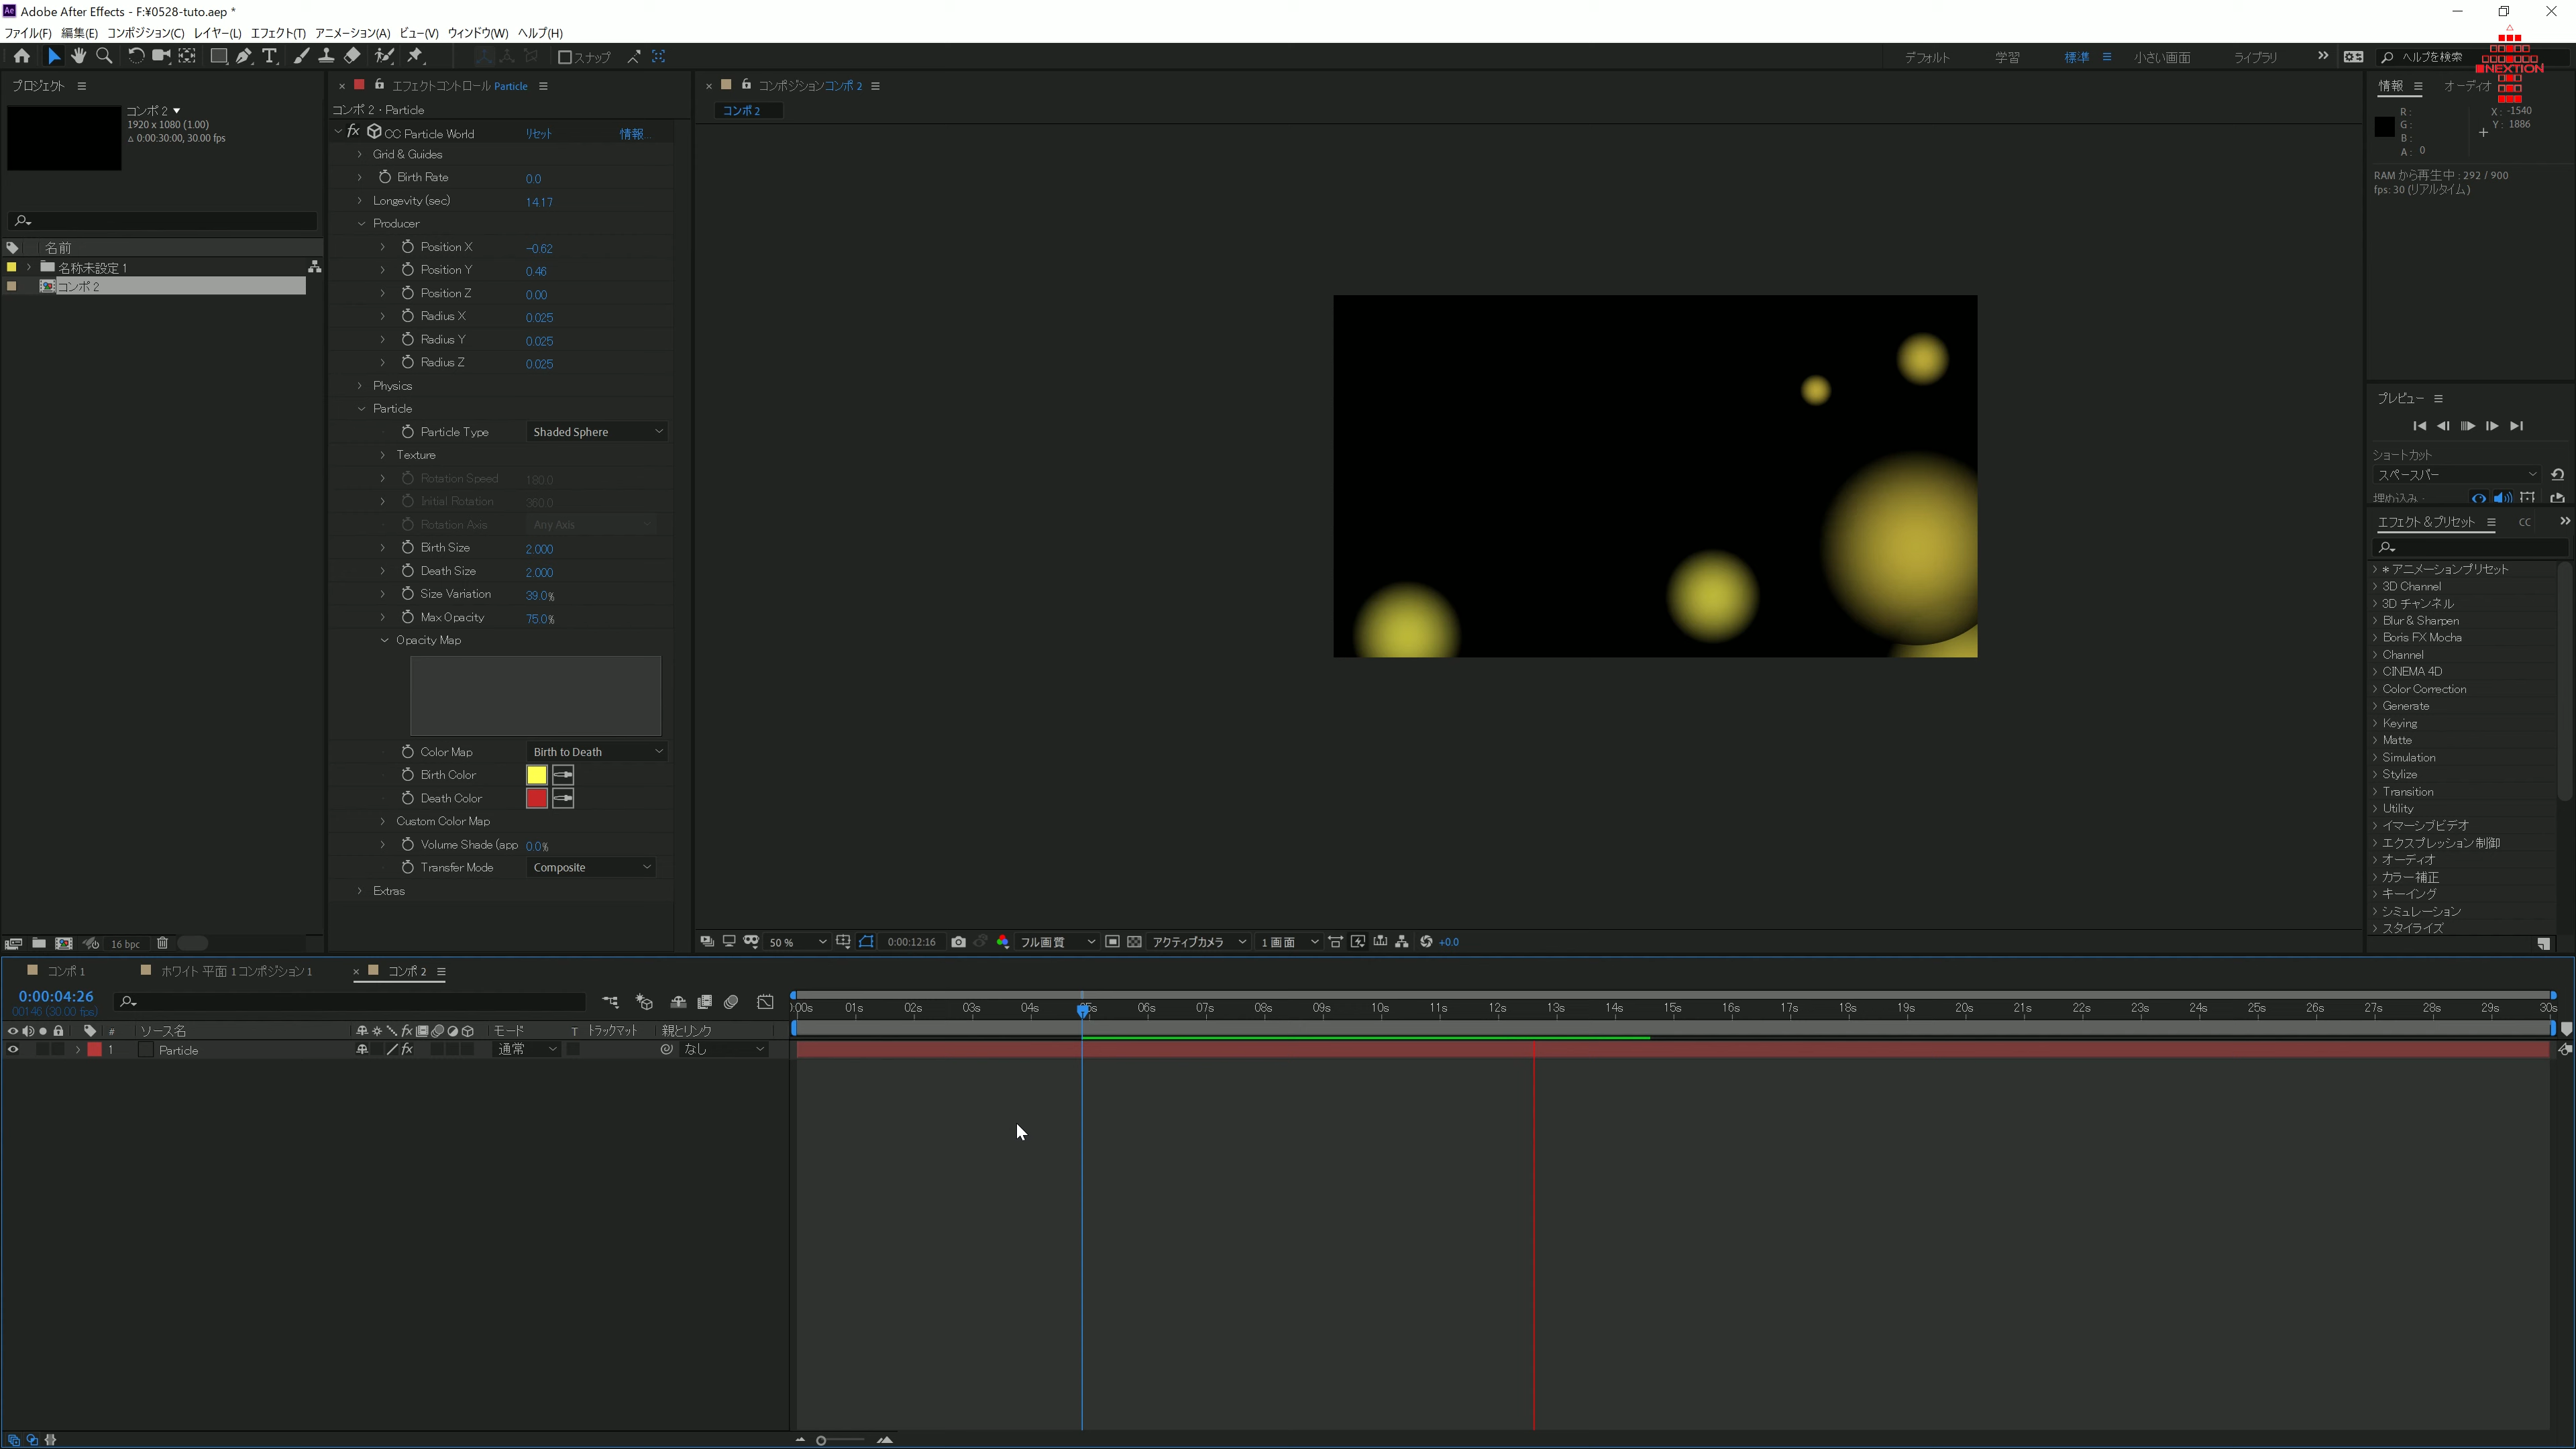 Adobe After Effects - F:¥0528-tuto.aep *
ファイル(F) 編集(E) コンポジション(C) レイヤー(L) エフェクト(T) アニメーション(A) ビュー(V) ウィンドウ(W) ヘルプ(H)
スナップ
デフォルト 学習 標準 小さい画面 ライブラリ
ヘルプを検索
NEXTION
プロジェクト
コンポ 2
1920 x 1080 (1.00)
Δ 0:00:30:00, 30.00 fps
名前
名称未設定 1
コンポ 2
16 bpc
エフェクトコントロール Particle
コンポ 2・Particle
fx CC Particle World リセット 情報...
Grid & Guides
Birth Rate 0.0
Longevity (sec) 14.17
Producer
Position X -0.62
Position Y 0.46
Position Z 0.00
Radius X 0.025
Radius Y 0.025
Radius Z 0.025
Physics
Particle
Particle Type Shaded Sphere
Texture
Rotation Speed 180.0
Initial Rotation 360.0
Rotation Axis Any Axis
Birth Size 2.000
Death Size 2.000
Size Variation 39.0%
Max Opacity 75.0%
Opacity Map
Color Map Birth to Death
Birth Color
Death Color
Custom Color Map
Volume Shade (app 0.0%
Transfer Mode Composite
Extras
コンポジション コンポ 2
コンポ 2
50 % 0:00:12:16 フル画質 アクティブカメラ 1 画面 +0.0
情報 オーディオ
R :
G :
B :
A : 0
X : -1540
Y : 1886
RAM から再生中 : 292 / 900
fps: 30 (リアルタイム)
プレビュー
ショートカット
スペースバー
埋め込み :
エフェクト＆プリセット CC
* アニメーションプリセット
3D Channel
3D チャンネル
Blur & Sharpen
Boris FX Mocha
Channel
CINEMA 4D
Color Correction
Generate
Keying
Matte
Simulation
Stylize
Transition
Utility
イマーシブビデオ
エクスプレッション制御
オーディオ
カラー補正
キーイング
シミュレーション
スタイライズ
コンポ 1 ホワイト 平面 1 コンポジション 1 コンポ 2
0:00:04:26
00146 (30.00 fps)
:00s 01s 02s 03s 04s 05s 06s 07s 08s 09s 10s 11s 12s 13s 14s 15s 16s 17s 18s 19s 20s 21s 22s 23s 24s 25s 26s 27s 28s 29s 30s
# ソース名 fx モード T トラックマット 親とリンク
1 Particle fx 通常 なし